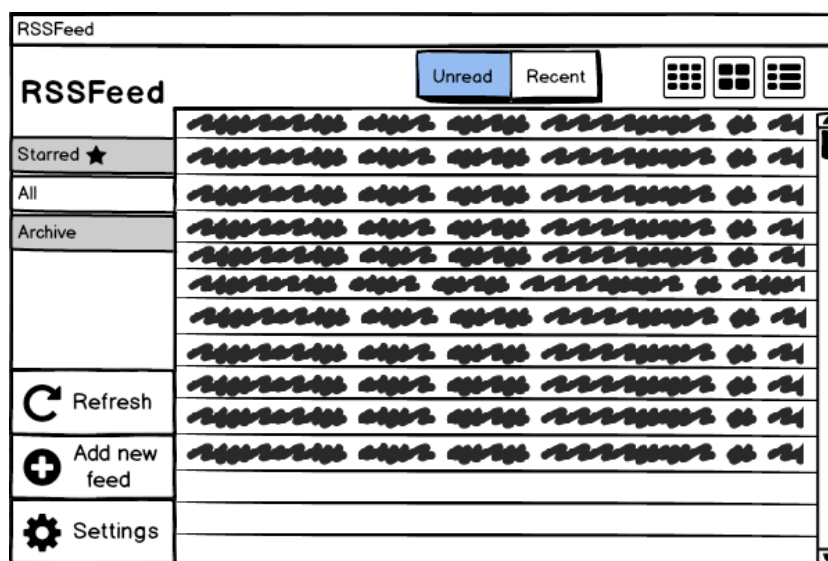 RSSFeed
RSSFeed
Unread Recent
Starred
All
Archive
Refresh
Add new
feed
Settings